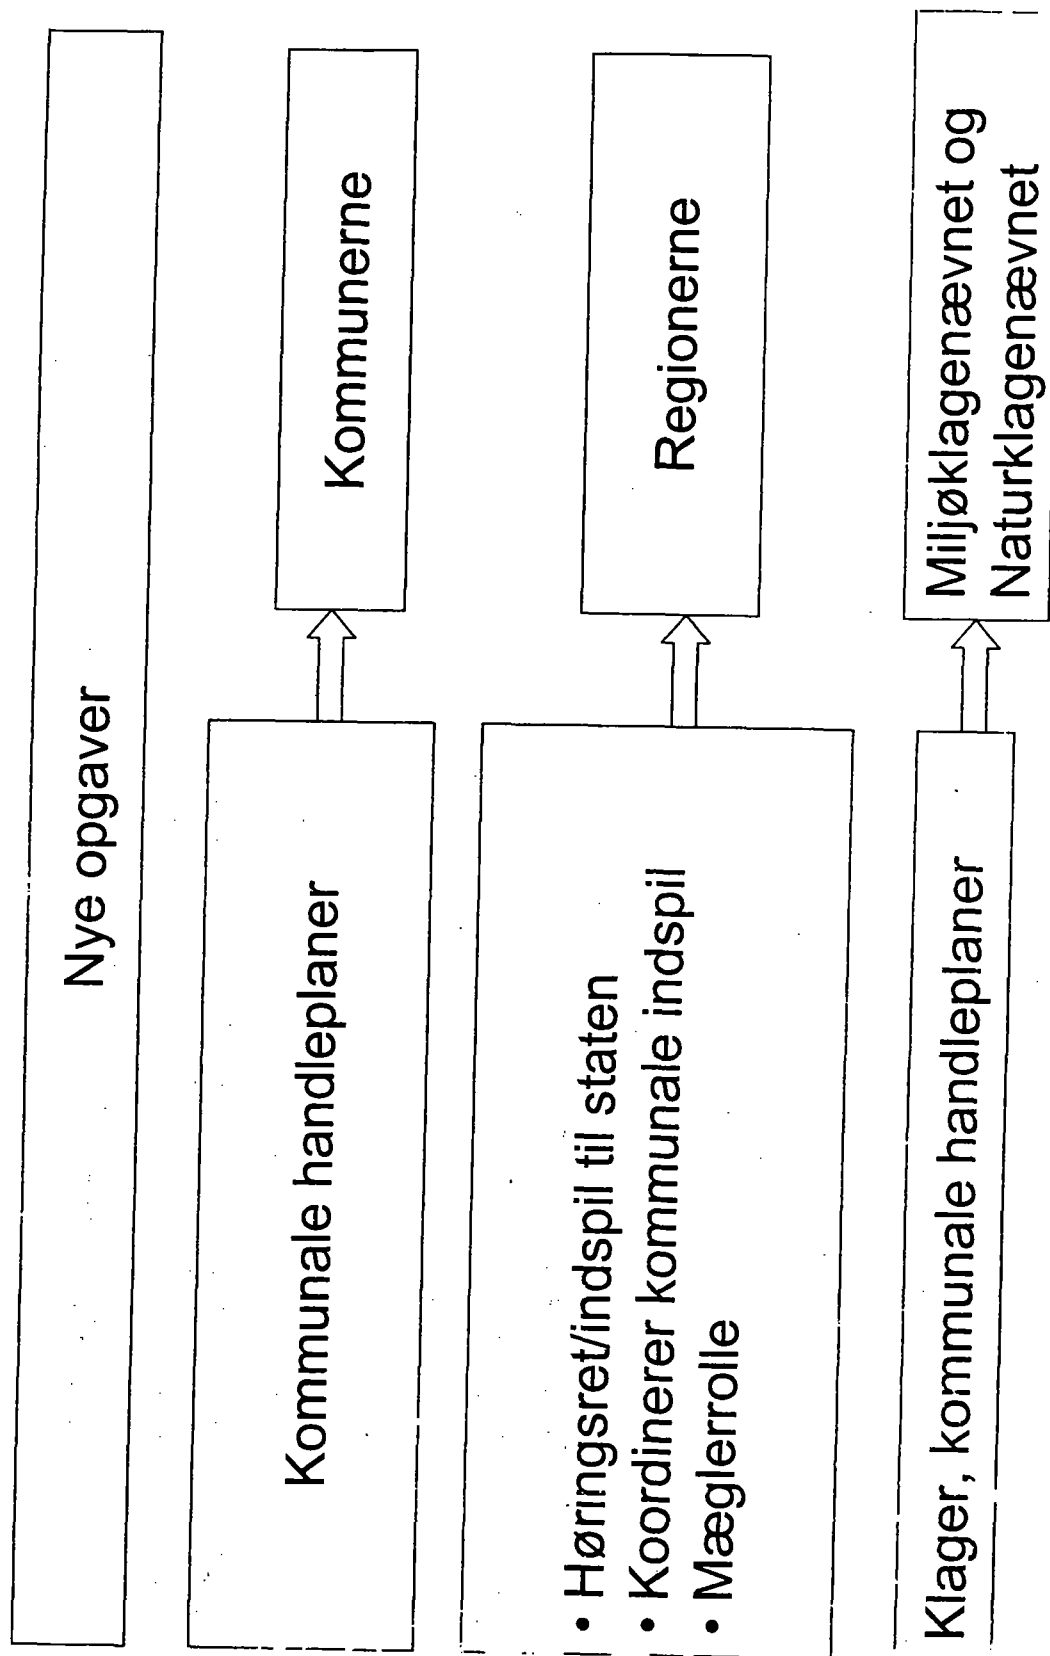 Nye opgaver
Kommunale handleplaner
Kommunerne
• Høringsret/indspil til staten
• Koordinerer kommunale indspil
• Mæglerrolle
Regionerne
Klager, kommunale handleplaner
Miljøklagenævnet og
Naturklagenævnet